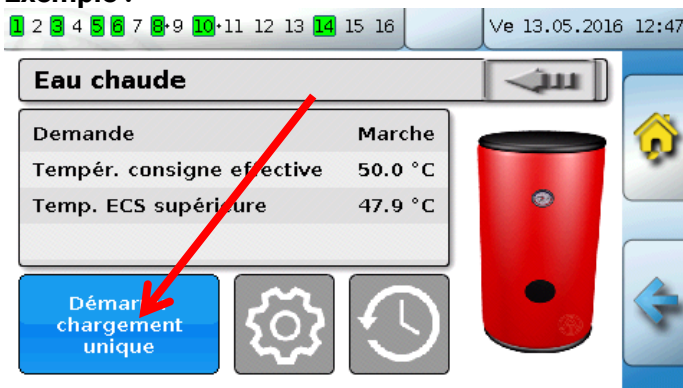 Exemple :
1 2 3 4 5 6 7 8·9 10·11 12 13 14 15 16 Ve 13.05.2016 12:47
Eau chaude
Demande Marche
Tempér. consigne effective 50.0 °C
Temp. ECS supérieure 47.9 °C
chargement
unique